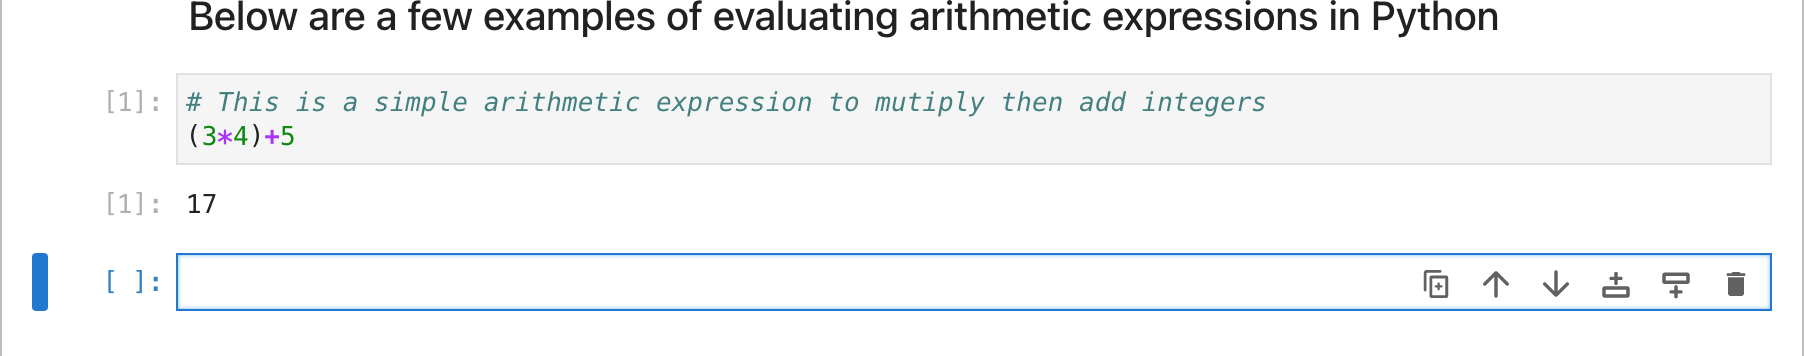 Below are a few examples of evaluating arithmetic expressions in Python
[1]: # This is a simple arithmetic expression to mutiply then add integers
(3*4)+5
[1]: 17
[ ]: